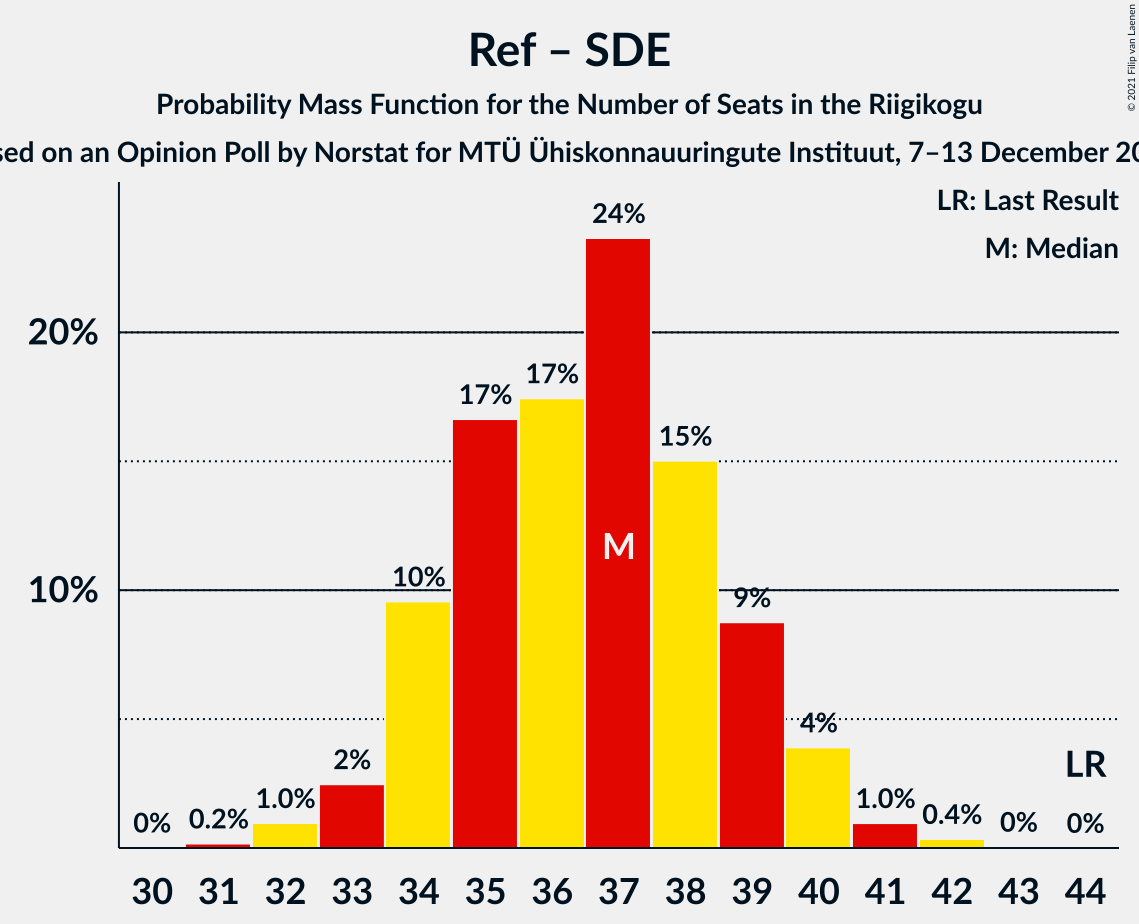 Ref – SDE
Probability Mass Function for the Number of Seats in the Riigikogu
sed on an Opinion Poll by Norstat for MTÜ Ühiskonnauuringute Instituut, 7–13 December 20
© 2021 Filip van Laenen
LR: Last Result
M: Median
20%
10%
0% 0.2% 1.0% 2% 10% 17% 17% 24% 15% 9% 4% 1.0% 0.4% 0% 0%
M
LR
30 31 32 33 34 35 36 37 38 39 40 41 42 43 44